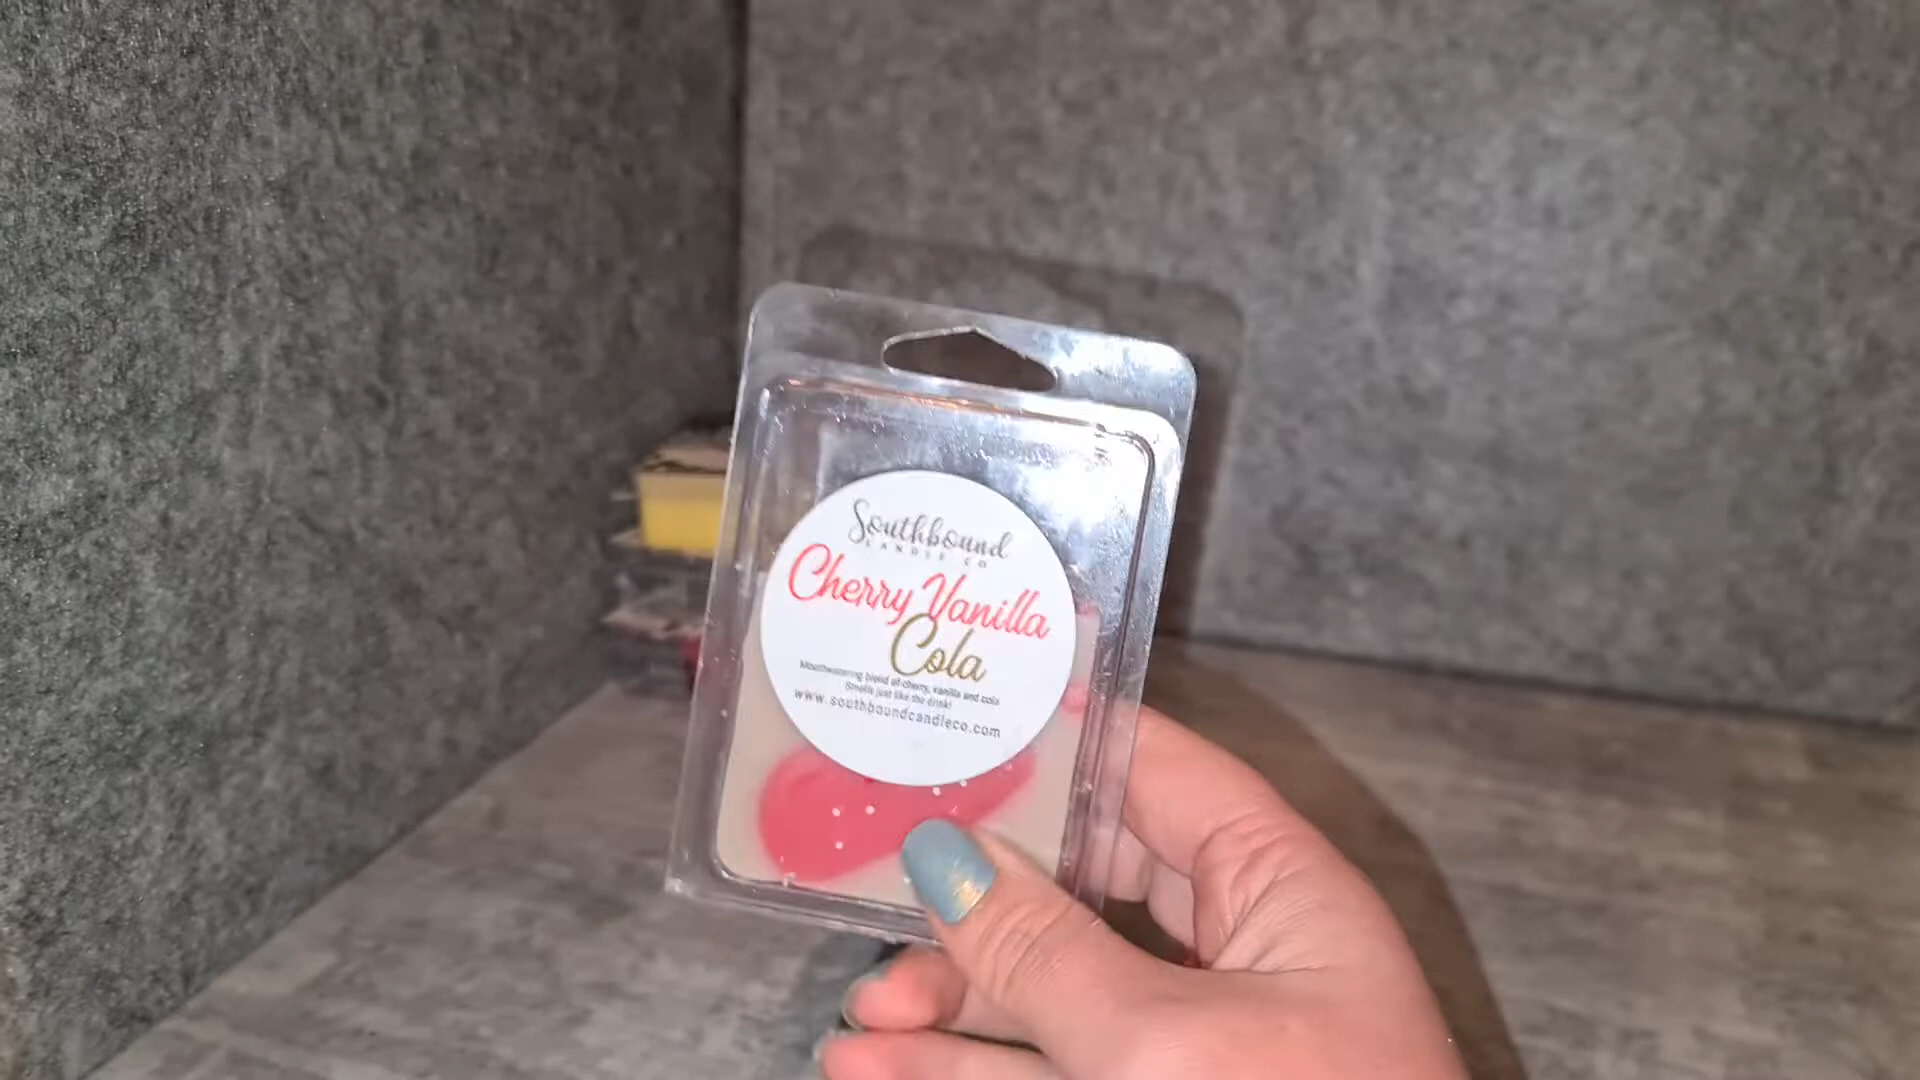 Southbound
CANDLE CO
Cherry Vanilla
Cola
Mouthwatering blend of cherry, vanilla and cola
Smells just like the drink!
www.southboundcandleco.com